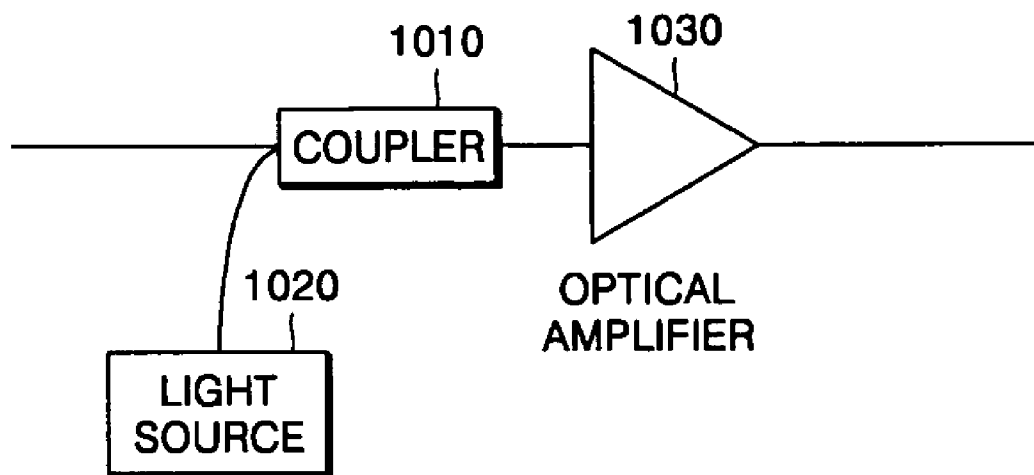 1010
1030
COUPLER
1020
OPTICAL
AMPLIFIER
LIGHT
SOURCE